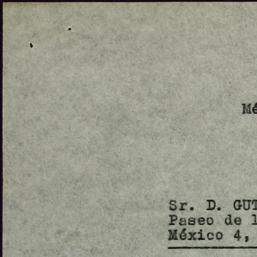 Mé
Sr. D. GUT
Paseo de l
México 4,